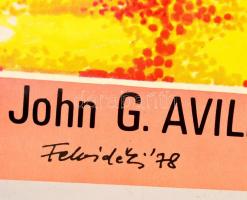 John G. AVIL
Felvidéki '78